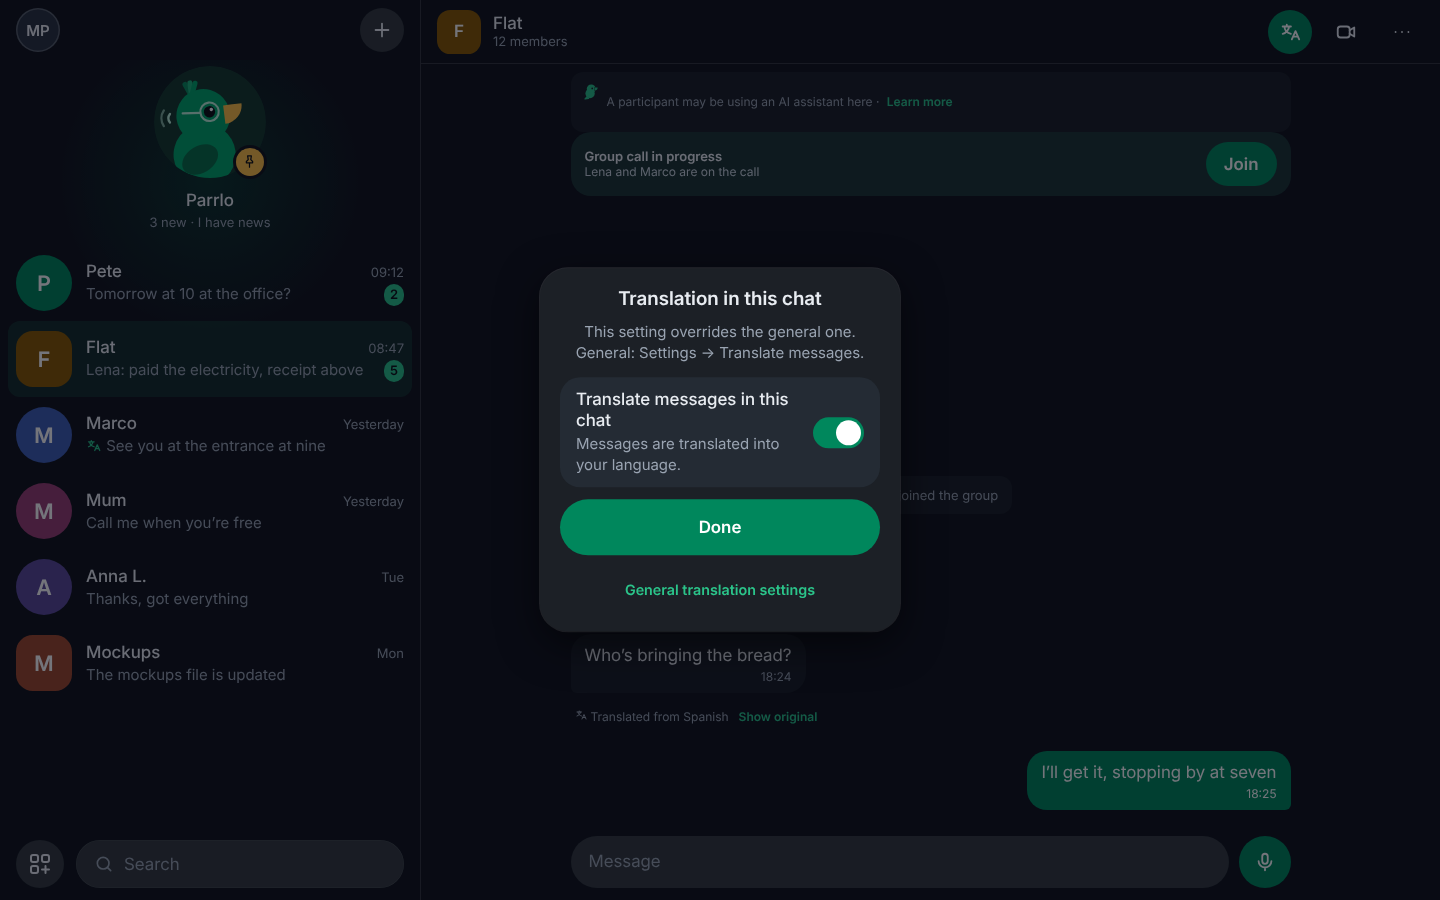 MP
Parrlo
3 new · I have news
P
Pete
09:12
Tomorrow at 10 at the office?
2
F
Flat
08:47
Lena: paid the electricity, receipt above
5
M
Marco
Yesterday
See you at the entrance at nine
M
Mum
Yesterday
Call me when you’re free
A
Anna L.
Tue
Thanks, got everything
M
Mockups
Mon
The mockups file is updated
Search
F
Flat
12 members
A participant may be using an AI assistant here · Learn more
Group call in progress
Lena and Marco are on the call
Join
Translation in this chat
This setting overrides the general one.
General: Settings → Translate messages.
Translate messages in this
chat
Messages are translated into
your language.
Done
General translation settings
the group
Who’s bringing the bread?
18:24
Translated from Spanish Show original
I’ll get it, stopping by at seven
18:25
Message